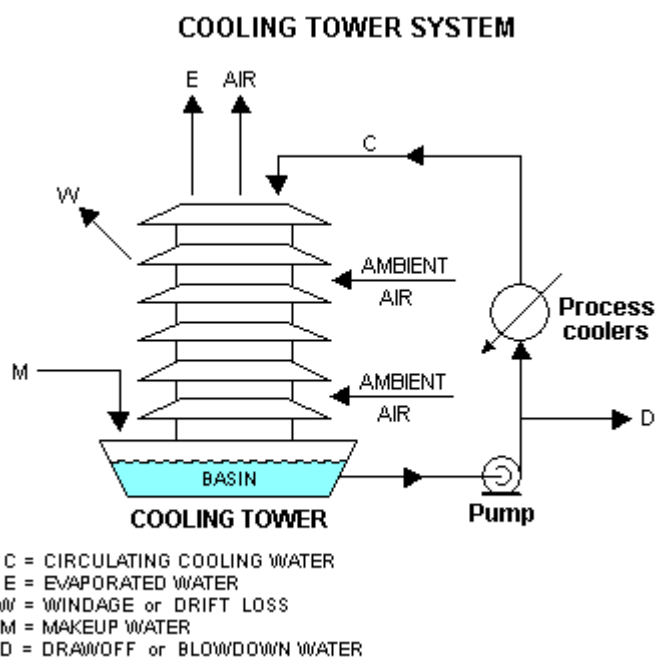 COOLING TOWER SYSTEM
E
AIR
C
W
AMBIENT
AIR
Process
coolers
M
AMBIENT
AIR
D
BASIN
COOLING TOWER
Pump
C = CIRCULATING COOLING WATER
E = EVAPORATED WATER
W = WINDAGE or DRIFT LOSS
M = MAKEUP WATER
D = DRAWOFF or BLOWDOWN WATER